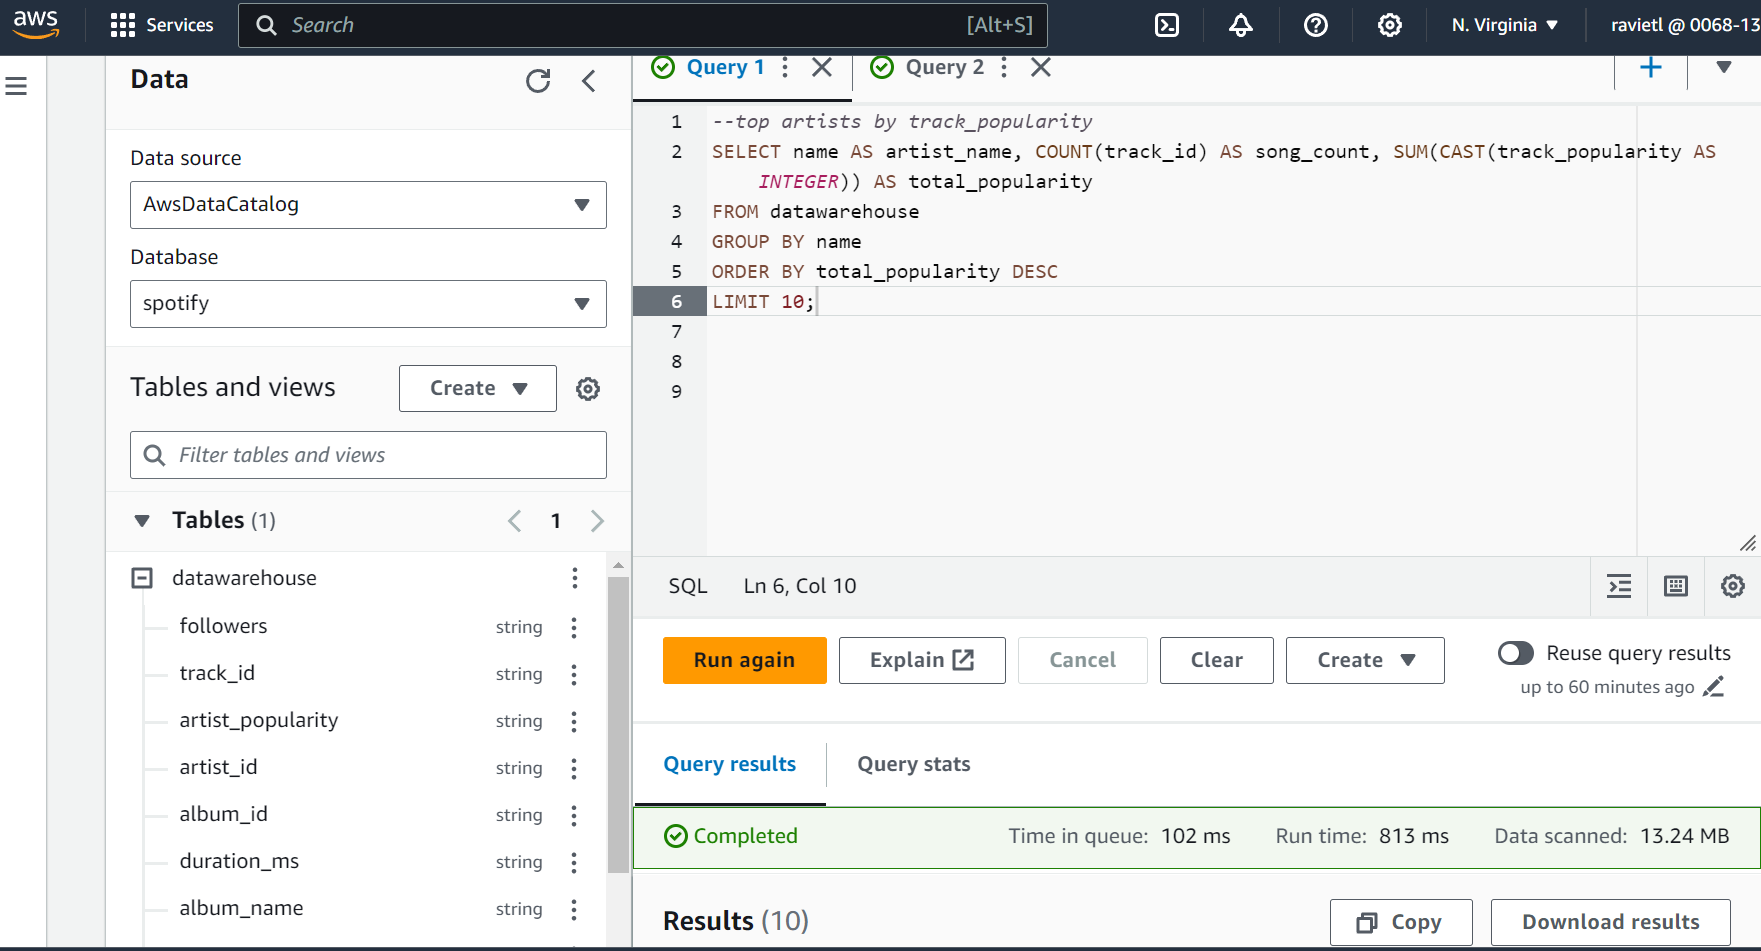 aws
Services
Search
[Alt+S]
N. Virginia
ravietl @ 0068-13
Data
Data source
AwsDataCatalog
Database
spotify
Tables and views
Create
Filter tables and views
Tables (1)
1
datawarehouse
followers string
track_id string
artist_popularity string
artist_id string
album_id string
duration_ms string
album_name string
Query 1
Query 2
1 --top artists by track_popularity
2 SELECT name AS artist_name, COUNT(track_id) AS song_count, SUM(CAST(track_popularity AS
INTEGER)) AS total_popularity
3 FROM datawarehouse
4 GROUP BY name
5 ORDER BY total_popularity DESC
6 LIMIT 10;
7
8
9
SQL Ln 6, Col 10
Run again
Explain
Cancel
Clear
Create
Reuse query results
up to 60 minutes ago
Query results
Query stats
Completed
Time in queue: 102 ms
Run time: 813 ms
Data scanned: 13.24 MB
Results (10)
Copy
Download results